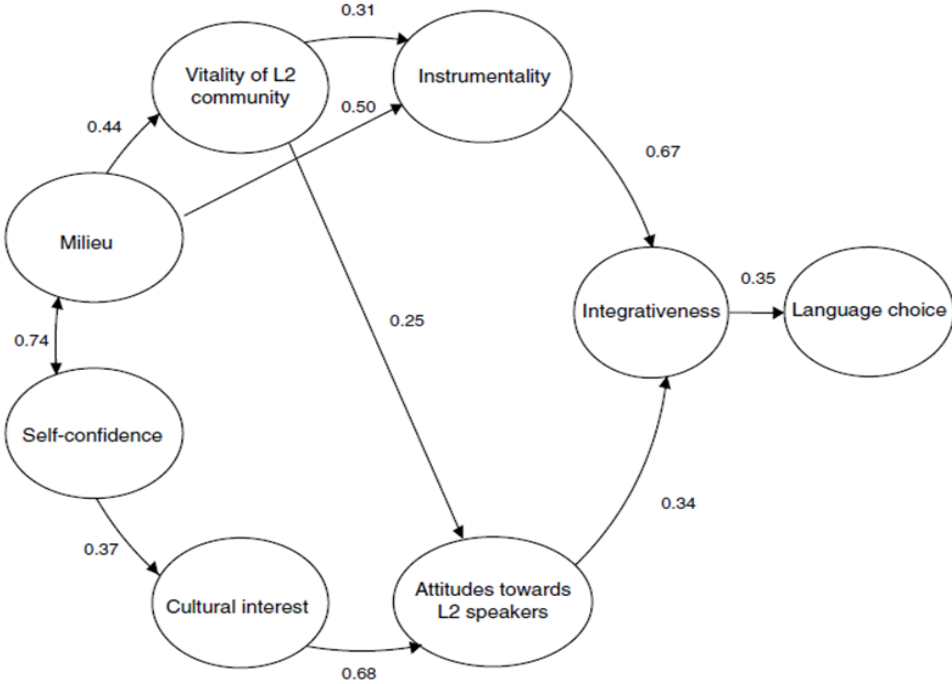 0.31
Vitality of L2
community
Instrumentality
0.50
0.44
0.67
Milieu
0.35
Integrativeness
Language choice
0.25
0.74
Self-confidence
0.34
0.37
Attitudes towards
L2 speakers
Cultural interest
0.68